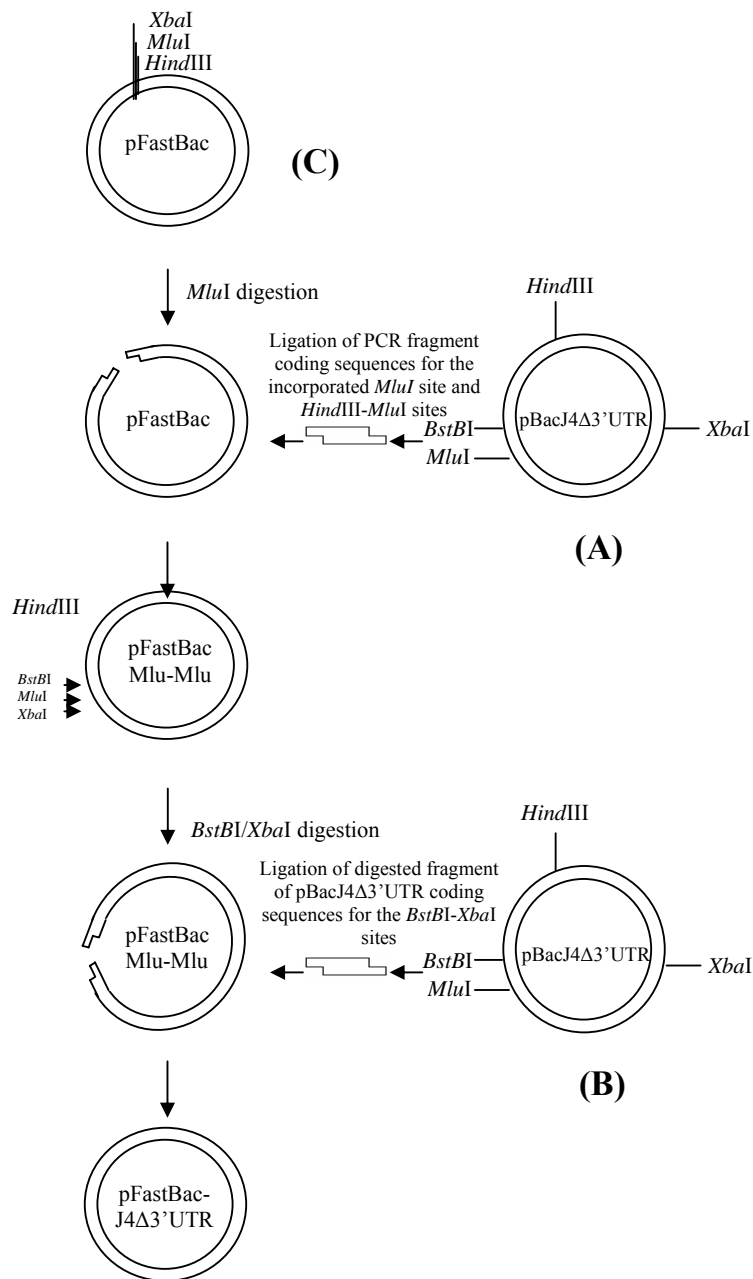 XbaI
MluI
HindIII
pFastBac
(C)
MluI digestion
HindIII
Ligation of PCR fragment
coding sequences for the
incorporated MluI site and
HindIII-MluI sites
pFastBac
BstBI
MluI
pBacJ4Δ3’UTR
XbaI
(A)
HindIII
pFastBac
Mlu-Mlu
BstBI
MluI
XbaI
BstBI/XbaI digestion
HindIII
Ligation of digested fragment
of pBacJ4Δ3’UTR coding
sequences for the BstBI-XbaI
sites
pFastBac
Mlu-Mlu
BstBI
MluI
pBacJ4Δ3’UTR
XbaI
(B)
pFastBac-
J4Δ3’UTR